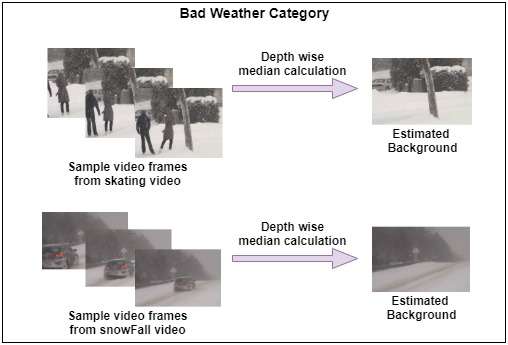 Bad Weather Category
Depth wise
median calculation
Estimated
Background
Sample video frames
from skating video
Depth wise
median calculation
Estimated
Background
Sample video frames
from snowFall video